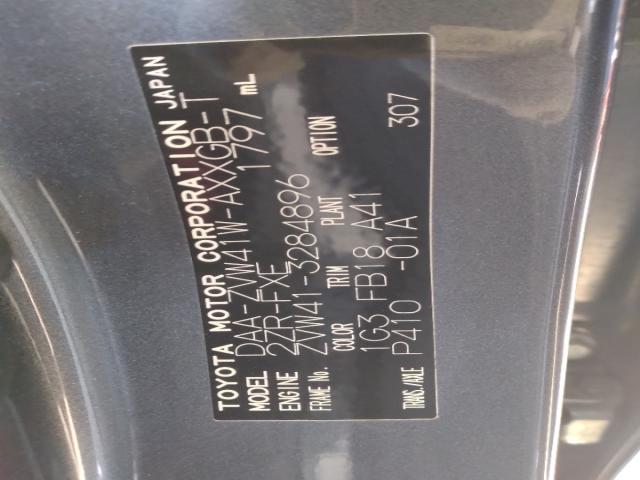 TOYOTA MOTOR CORPORATION JAPAN
MODEL DAA-ZVW41W-AXXGB-T
ENGINE 2ZR-FXE 1797 mL
FRAME No. ZVW41-3284896
COLOR TRIM PLANT OPTION
1G3 FB18 A41
TRANS./AXLE P410 -01A 307